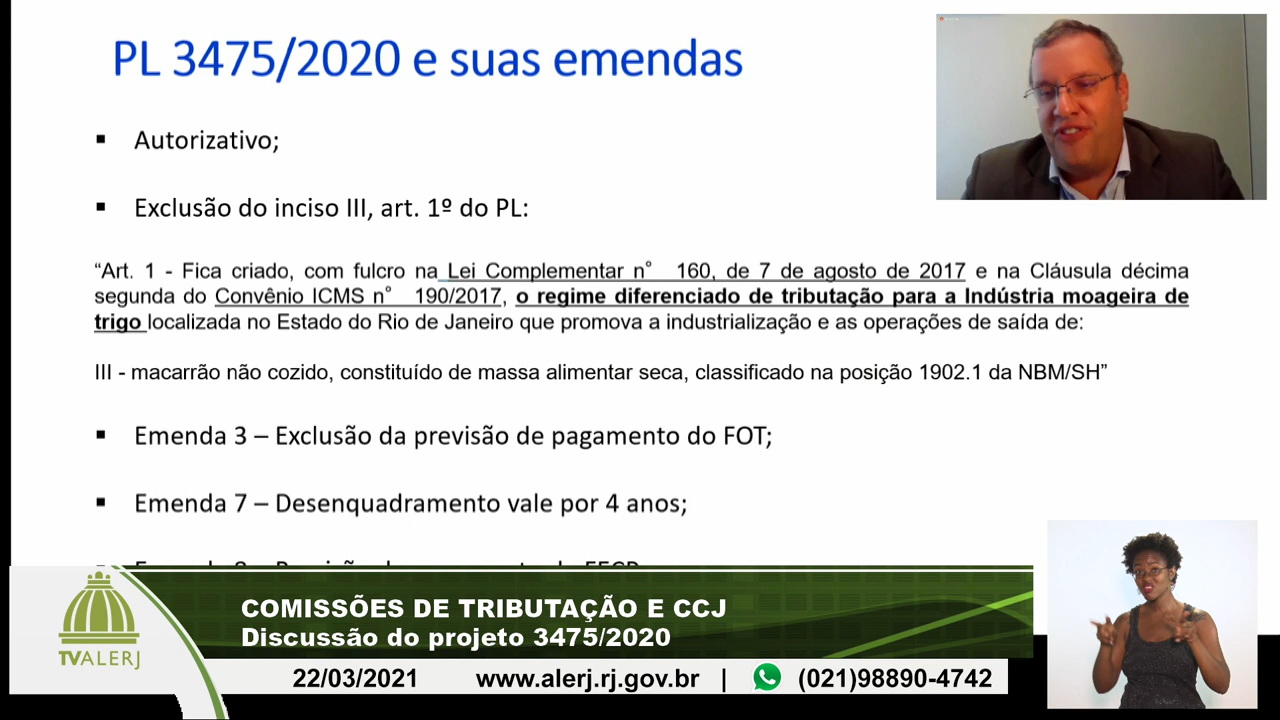 PL 3475/2020 e suas emendas
▪ Autorizativo;
▪ Exclusão do inciso III, art. 1º do PL:
“Art. 1 - Fica criado, com fulcro na Lei Complementar n° 160, de 7 de agosto de 2017 e na Cláusula décima
segunda do Convênio ICMS n° 190/2017, o regime diferenciado de tributação para a Indústria moageira de
trigo localizada no Estado do Rio de Janeiro que promova a industrialização e as operações de saída de:
III - macarrão não cozido, constituído de massa alimentar seca, classificado na posição 1902.1 da NBM/SH”
▪ Emenda 3 – Exclusão da previsão de pagamento do FOT;
▪ Emenda 7 – Desenquadramento vale por 4 anos;
COMISSÕES DE TRIBUTAÇÃO E CCJ
Discussão do projeto 3475/2020
TVALERJ
22/03/2021 www.alerj.rj.gov.br | (021)98890-4742